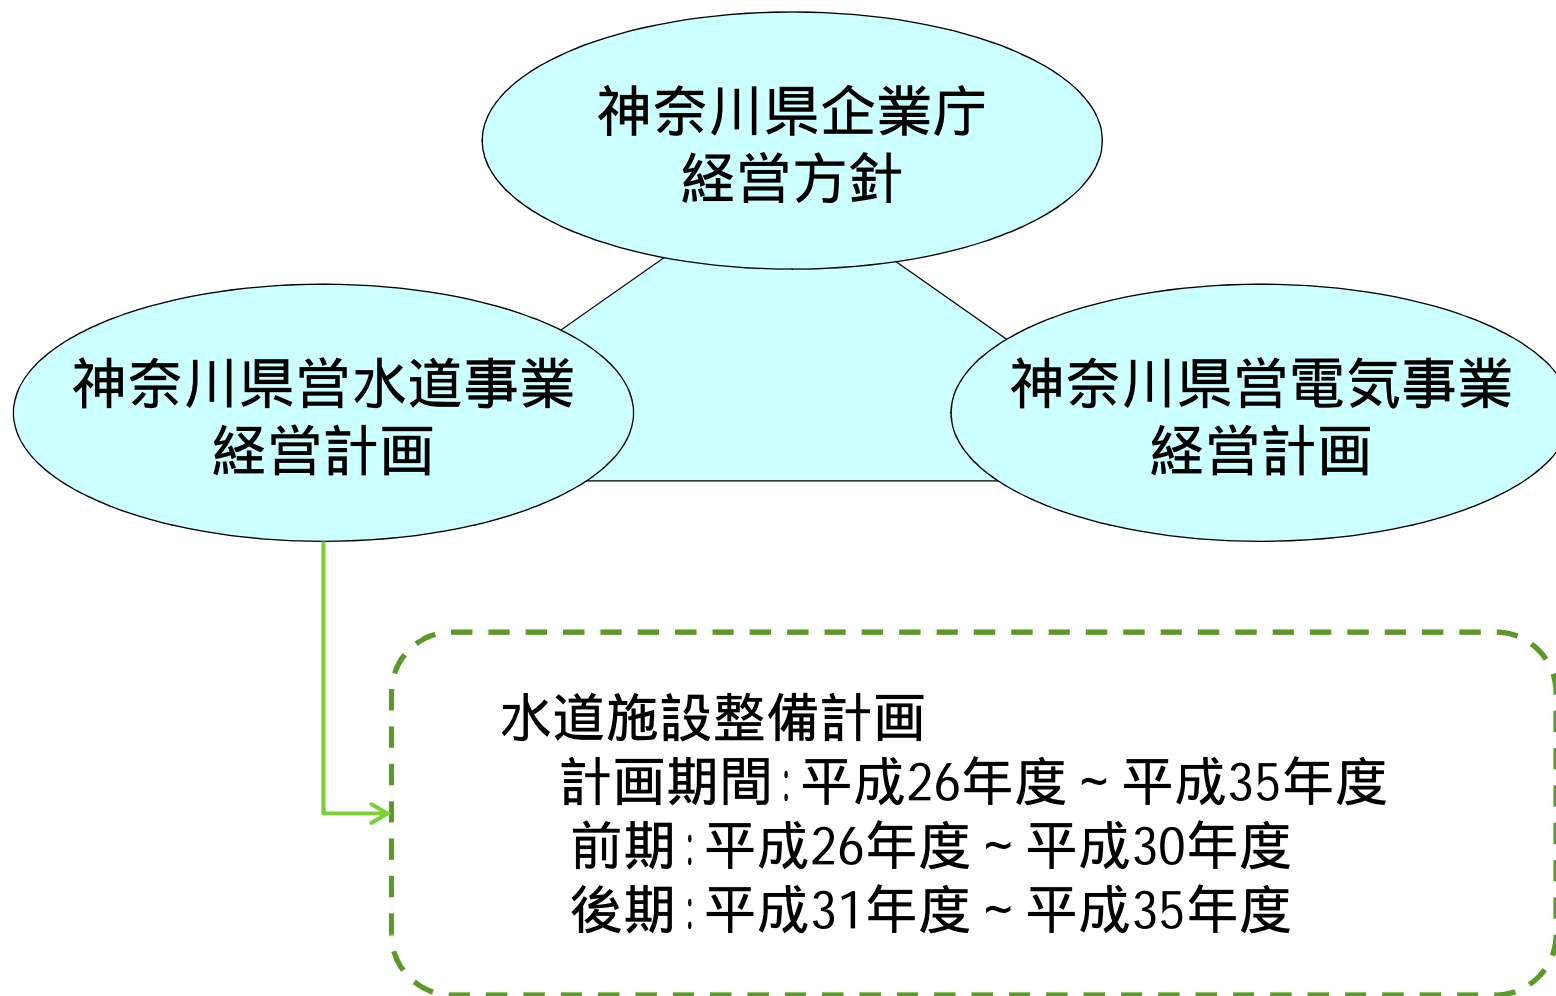 神奈川県企業庁
経営方針
神奈川県営水道事業
経営計画
神奈川県営電気事業
経営計画
水道施設整備計画
計画期間:平成26年度~平成35年度
前期:平成26年度~平成30年度
後期:平成31年度~平成35年度